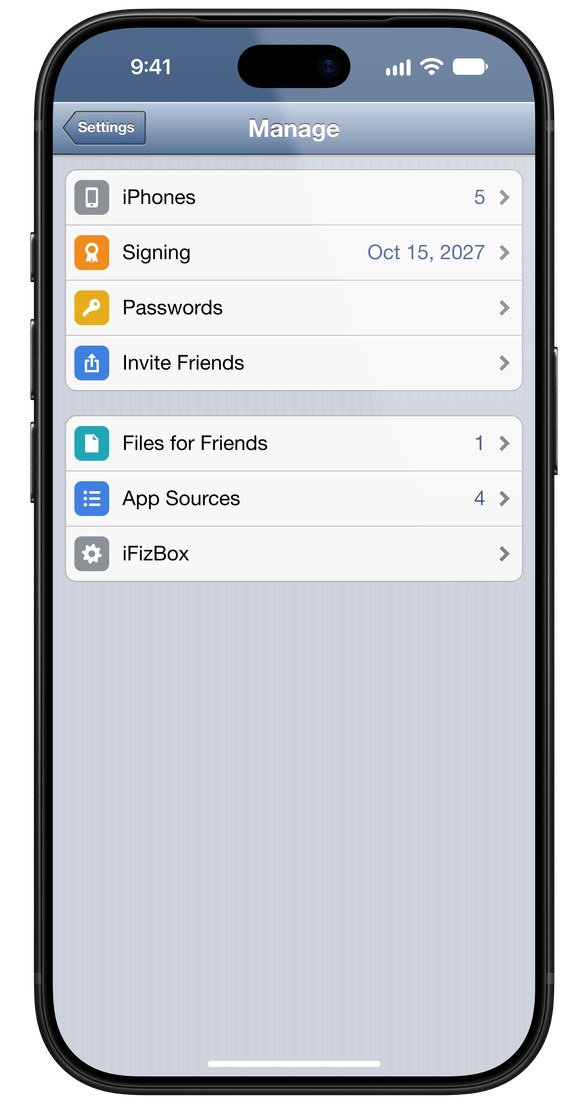 9:41
Settings
Manage
iPhones 5
Signing Oct 15, 2027
Passwords
Invite Friends
Files for Friends 1
App Sources 4
iFizBox